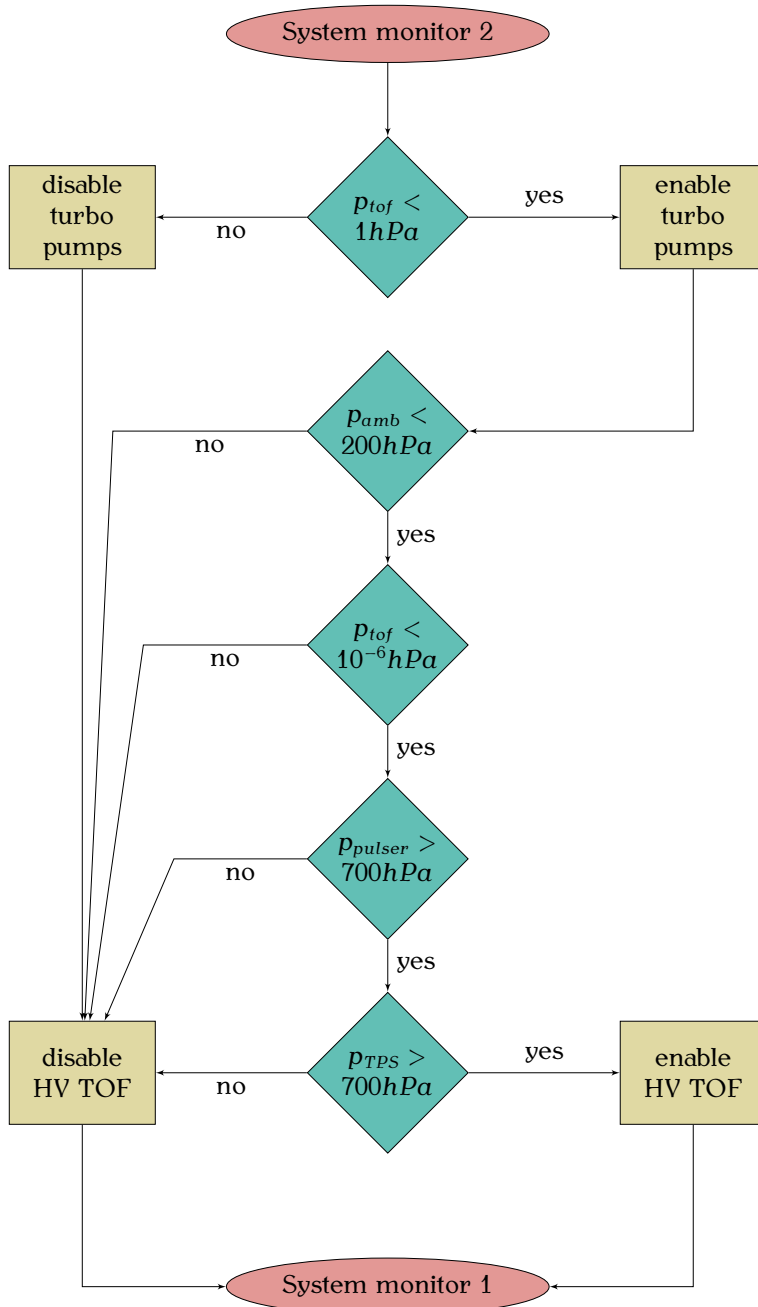 System monitor 2
disable
turbo
pumps
no
p_tof <
1hPa
yes
enable
turbo
pumps
no
p_amb <
200hPa
yes
no
p_tof <
10⁻⁶hPa
yes
no
p_pulser >
700hPa
yes
disable
HV TOF
no
p_TPS >
700hPa
yes
enable
HV TOF
System monitor 1